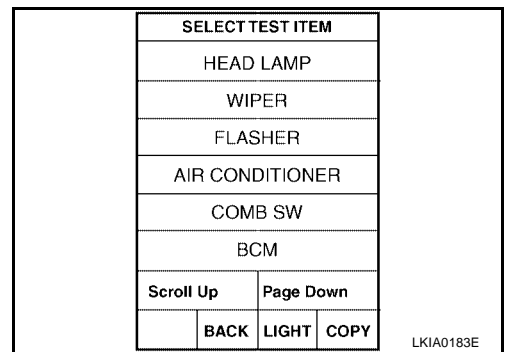 SELECT TEST ITEM
HEAD LAMP
WIPER
FLASHER
AIR CONDITIONER
COMB SW
BCM
Scroll Up Page Down
BACK LIGHT COPY
LKIA0183E